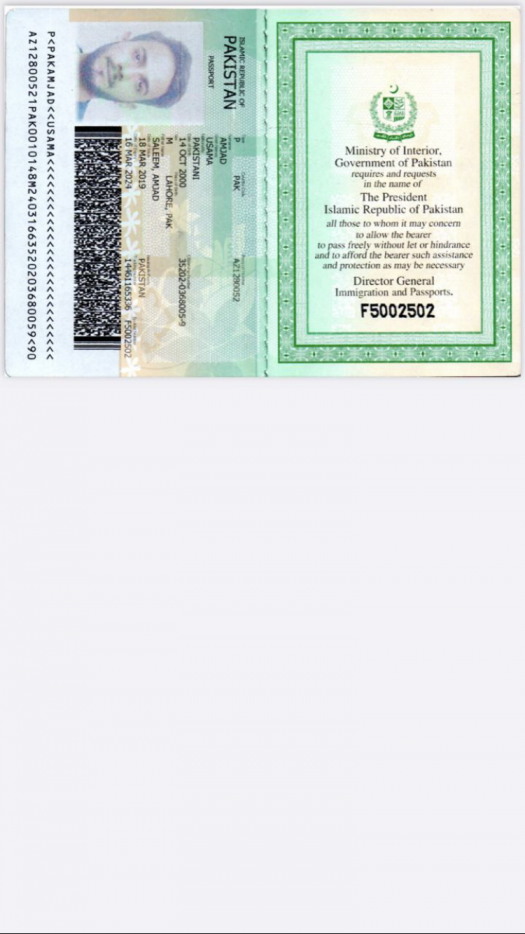 ISLAMIC REPUBLIC OF
PAKISTAN
PASSPORT
P PAK AZ1280052
AMJAD
USAMA
PAKISTANI
14 OCT 2000 35202-0368005-9
M LAHORE, PAK
SALEEM, AMJAD
18 MAR 2019 PAKISTAN
16 MAR 2024 14461165336 F5002502
P<PAKAMJAD<<USAMA<<<<<<<<<<<<<<<<<<<<<<<<<<<
AZ12800521PAK0010148M24031663520203680059<90
Ministry of Interior,
Government of Pakistan
requires and requests
in the name of
The President
Islamic Republic of Pakistan
all those to whom it may concern
to allow the bearer
to pass freely without let or hindrance
and to afford the bearer such assistance
and protection as may be necessary
Director General
Immigration and Passports.
F5002502